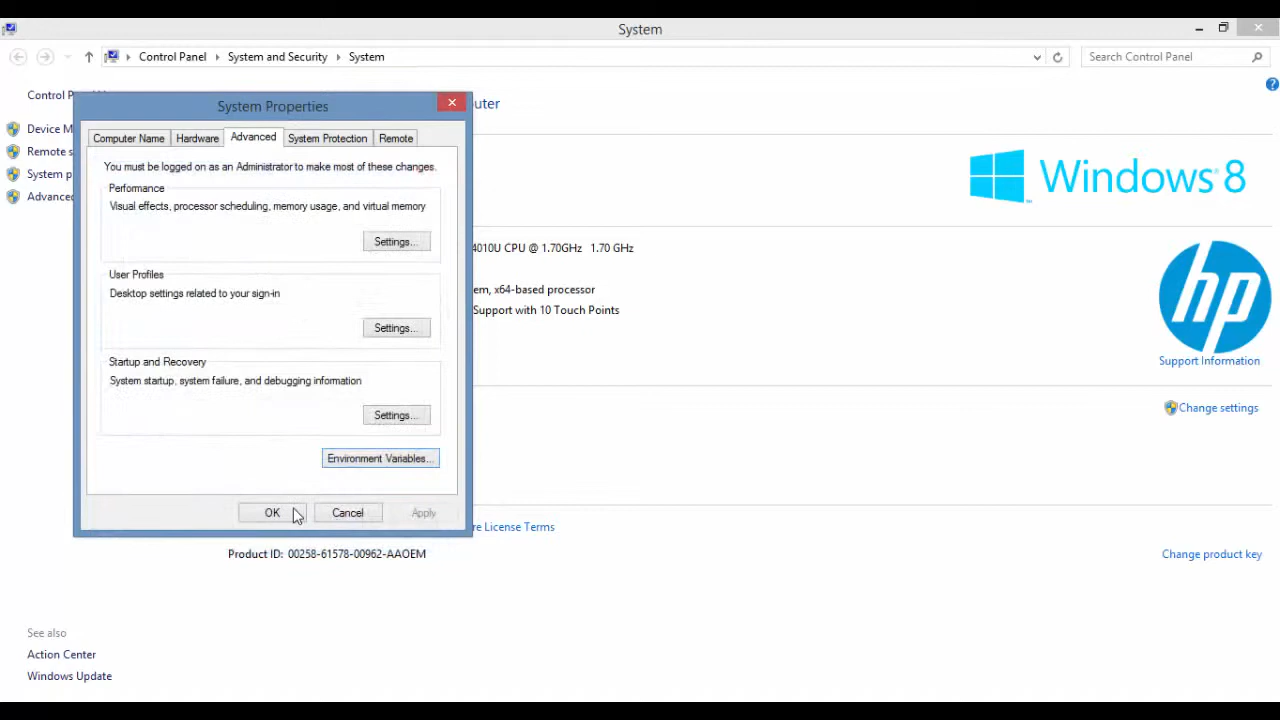 System
Control Panel
System and Security
System
Search Control Panel
Control P
Device M
Remote s
System p
Advanced
System Properties
Computer Name
Hardware
Advanced
System Protection
Remote
You must be logged on as an Administrator to make most of these changes.
Performance
Visual effects, processor scheduling, memory usage, and virtual memory
Settings...
User Profiles
Desktop settings related to your sign-in
Settings...
Startup and Recovery
System startup, system failure, and debugging information
Settings...
Environment Variables...
OK
Cancel
Apply
uter
Windows 8
4010U CPU @ 1.70GHz 1.70 GHz
em, x64-based processor
Support with 10 Touch Points
hp
Support Information
Change settings
re License Terms
Product ID: 00258-61578-00962-AAOEM
Change product key
See also
Action Center
Windows Update